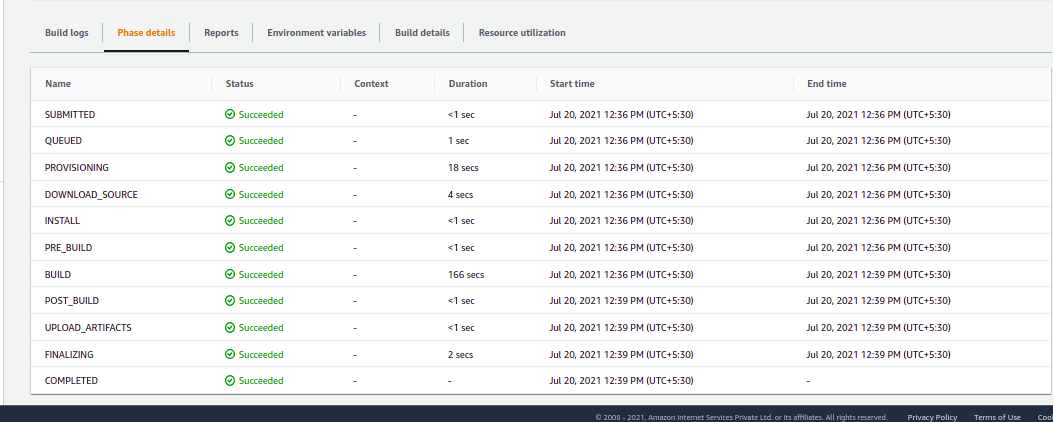 Build logs Phase details Reports Environment variables Build details Resource utilization
Name Status Context Duration Start time End time
SUBMITTED Succeeded - <1 sec Jul 20, 2021 12:36 PM (UTC+5:30) Jul 20, 2021 12:36 PM (UTC+5:30)
QUEUED Succeeded - 1 sec Jul 20, 2021 12:36 PM (UTC+5:30) Jul 20, 2021 12:36 PM (UTC+5:30)
PROVISIONING Succeeded - 18 secs Jul 20, 2021 12:36 PM (UTC+5:30) Jul 20, 2021 12:36 PM (UTC+5:30)
DOWNLOAD_SOURCE Succeeded - 4 secs Jul 20, 2021 12:36 PM (UTC+5:30) Jul 20, 2021 12:36 PM (UTC+5:30)
INSTALL Succeeded - <1 sec Jul 20, 2021 12:36 PM (UTC+5:30) Jul 20, 2021 12:36 PM (UTC+5:30)
PRE_BUILD Succeeded - <1 sec Jul 20, 2021 12:36 PM (UTC+5:30) Jul 20, 2021 12:36 PM (UTC+5:30)
BUILD Succeeded - 166 secs Jul 20, 2021 12:36 PM (UTC+5:30) Jul 20, 2021 12:39 PM (UTC+5:30)
POST_BUILD Succeeded - <1 sec Jul 20, 2021 12:39 PM (UTC+5:30) Jul 20, 2021 12:39 PM (UTC+5:30)
UPLOAD_ARTIFACTS Succeeded - <1 sec Jul 20, 2021 12:39 PM (UTC+5:30) Jul 20, 2021 12:39 PM (UTC+5:30)
FINALIZING Succeeded - 2 secs Jul 20, 2021 12:39 PM (UTC+5:30) Jul 20, 2021 12:39 PM (UTC+5:30)
COMPLETED Succeeded - - Jul 20, 2021 12:39 PM (UTC+5:30) -
© 2008 - 2021, Amazon Internet Services Private Ltd. or its affiliates. All rights reserved. Privacy Policy Terms of Use Coo